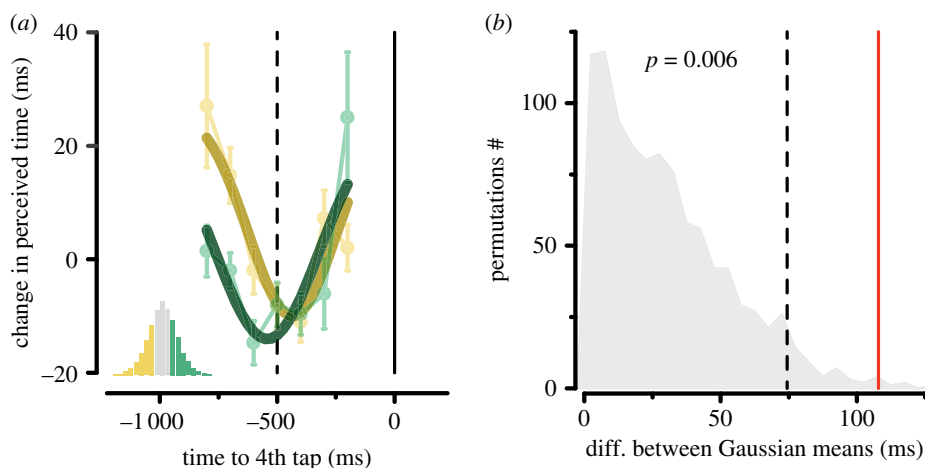 (a)
40
20
0
−20
change in perceived time (ms)
−1 000
−500
0
time to 4th tap (ms)
(b)
p = 0.006
100
50
0
permutations #
0
50
100
diff. between Gaussian means (ms)